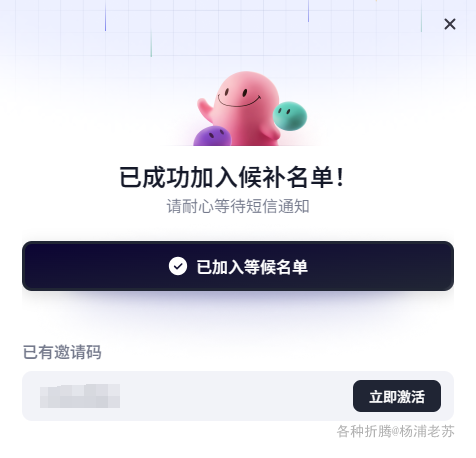 已成功加入候补名单！
请耐心等待短信通知
已加入等候名单
已有邀请码
立即激活
各种折腾@杨浦老苏